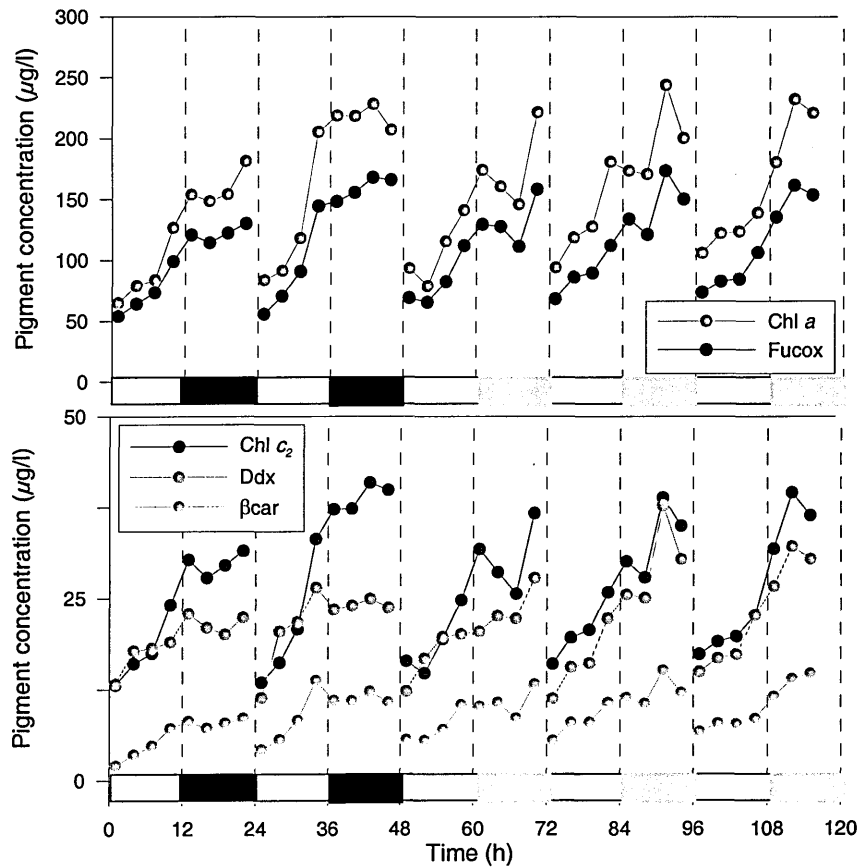 Pigment concentration (µg/l)
300
250
200
150
100
50
0
Chl a
Fucox
Pigment concentration (µg/l)
50
25
0
Chl c₂
Ddx
βcar
0 12 24 36 48 60 72 84 96 108 120
Time (h)